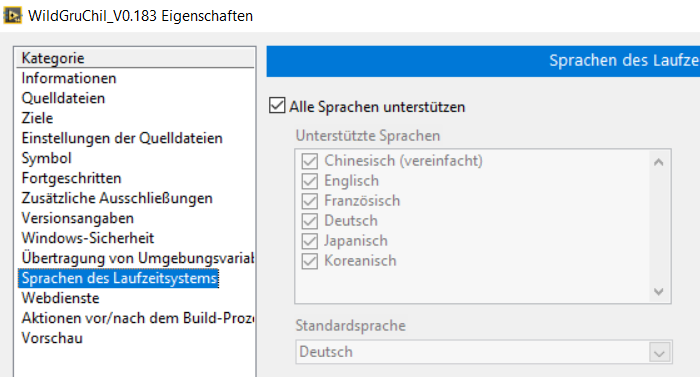 WildGruChil_V0.183 Eigenschaften
Kategorie
Informationen
Quelldateien
Ziele
Einstellungen der Quelldateien
Symbol
Fortgeschritten
Zusätzliche Ausschließungen
Versionsangaben
Windows-Sicherheit
Übertragung von Umgebungsvariab
Sprachen des Laufzeitsystems
Webdienste
Aktionen vor/nach dem Build-Proze
Vorschau
Sprachen des Laufze
Alle Sprachen unterstützen
Unterstützte Sprachen
Chinesisch (vereinfacht)
Englisch
Französisch
Deutsch
Japanisch
Koreanisch
Standardsprache
Deutsch